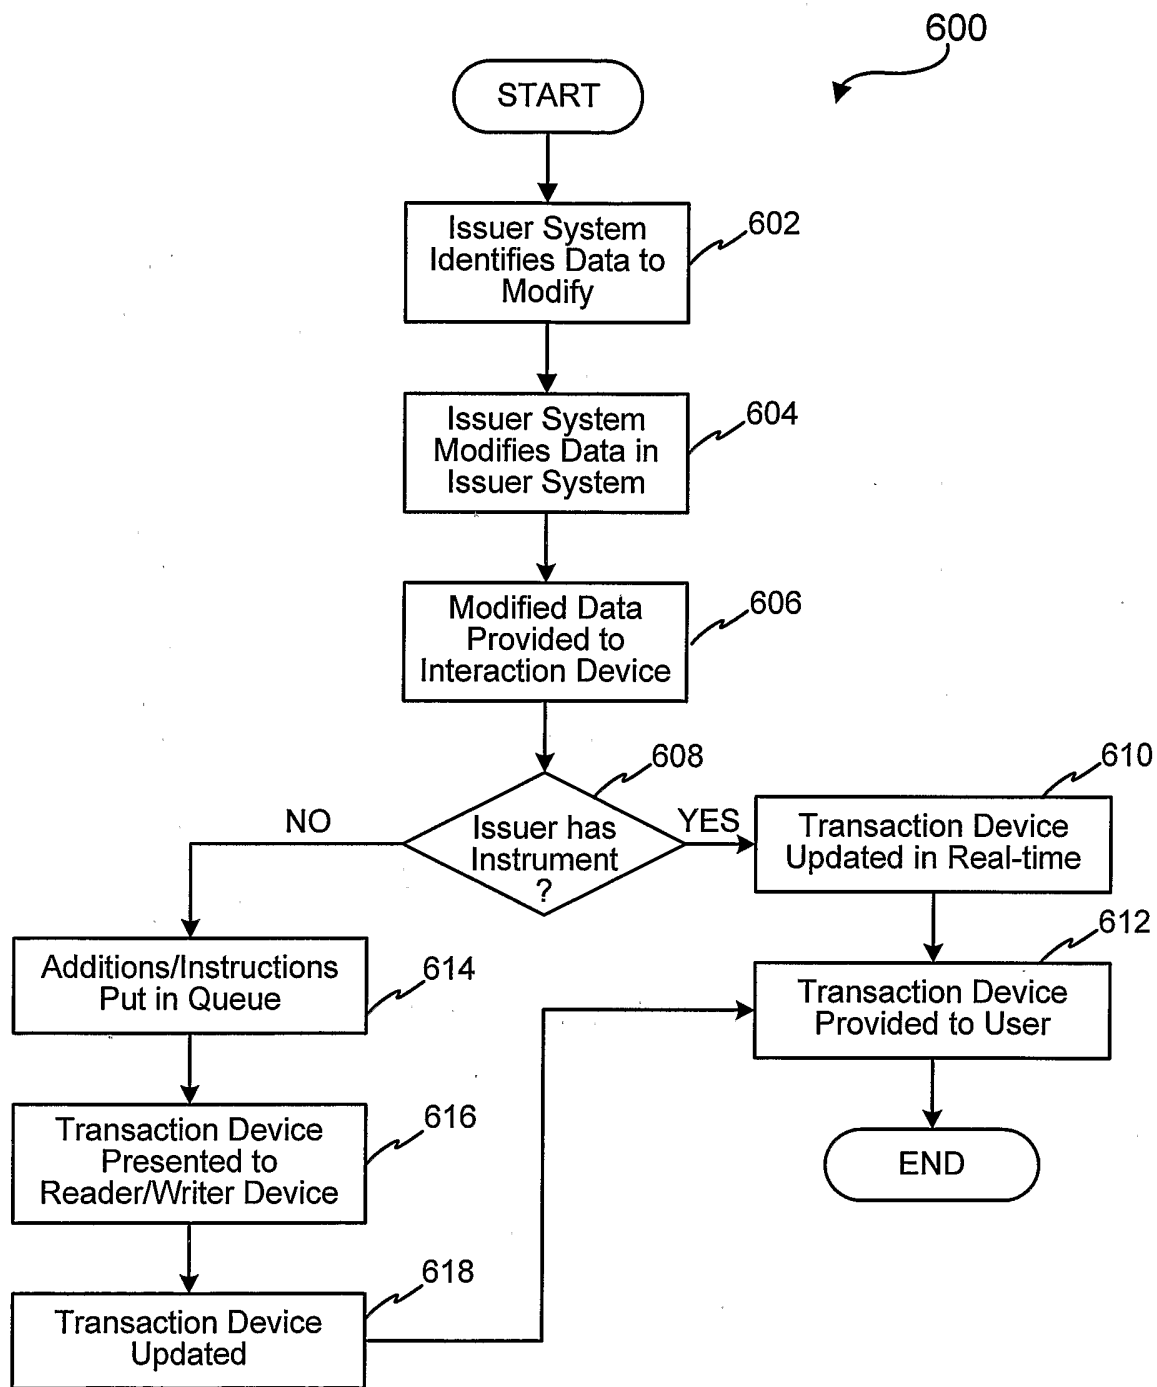 600
START
Issuer System
Identifies Data to
Modify
602
Issuer System
Modifies Data in
Issuer System
604
Modified Data
Provided to
Interaction Device
606
608
Issuer has
Instrument
?
NO
YES
610
Transaction Device
Updated in Real-time
612
Transaction Device
Provided to User
END
Additions/Instructions
Put in Queue
614
Transaction Device
Presented to
Reader/Writer Device
616
618
Transaction Device
Updated